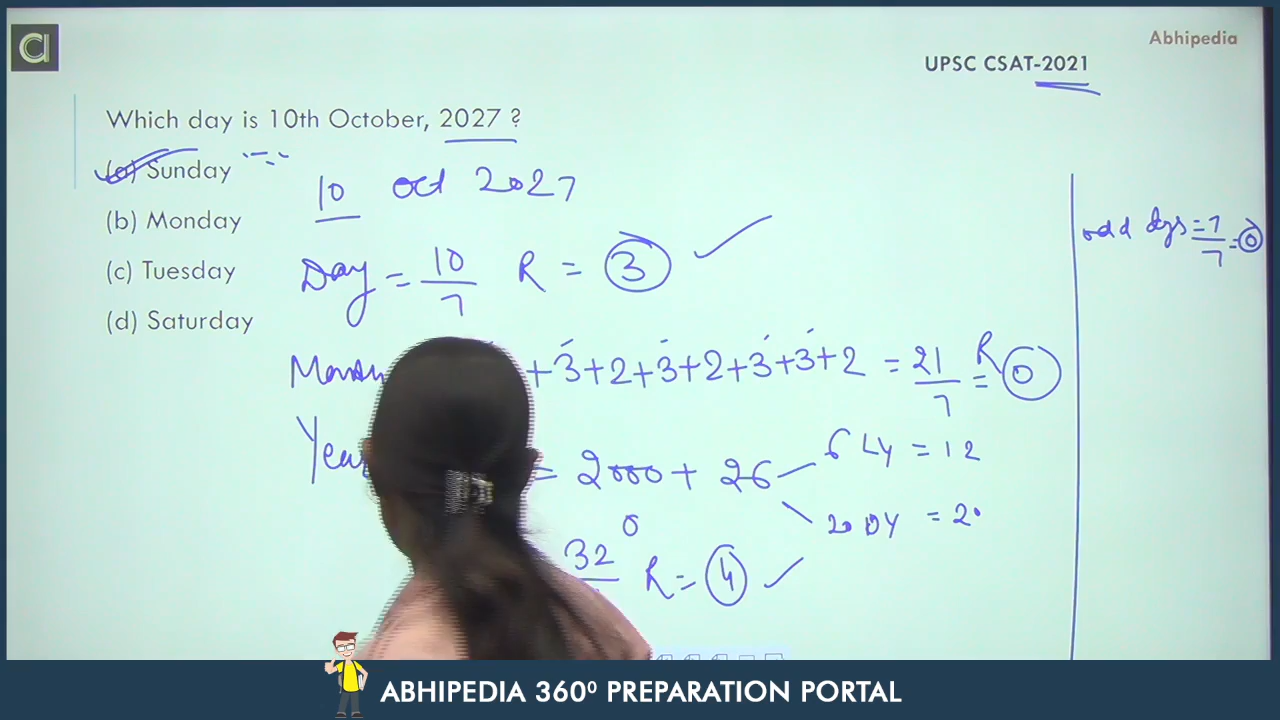 Abhipedia
UPSC CSAT-2021
Which day is 10th October, 2027 ?
(a) Sunday
(b) Monday
(c) Tuesday
(d) Saturday
10 oct 2027
odd dys = 7/7 = 0
Day = 10/7 R = 3
+ 3 + 2 + 3 + 2 + 3 + 3 + 2 = 21/7 R = 0
= 2000 + 26
6 LY = 12
0
20 OY = 20
32 R = 4
ABHIPEDIA 360⁰ PREPARATION PORTAL